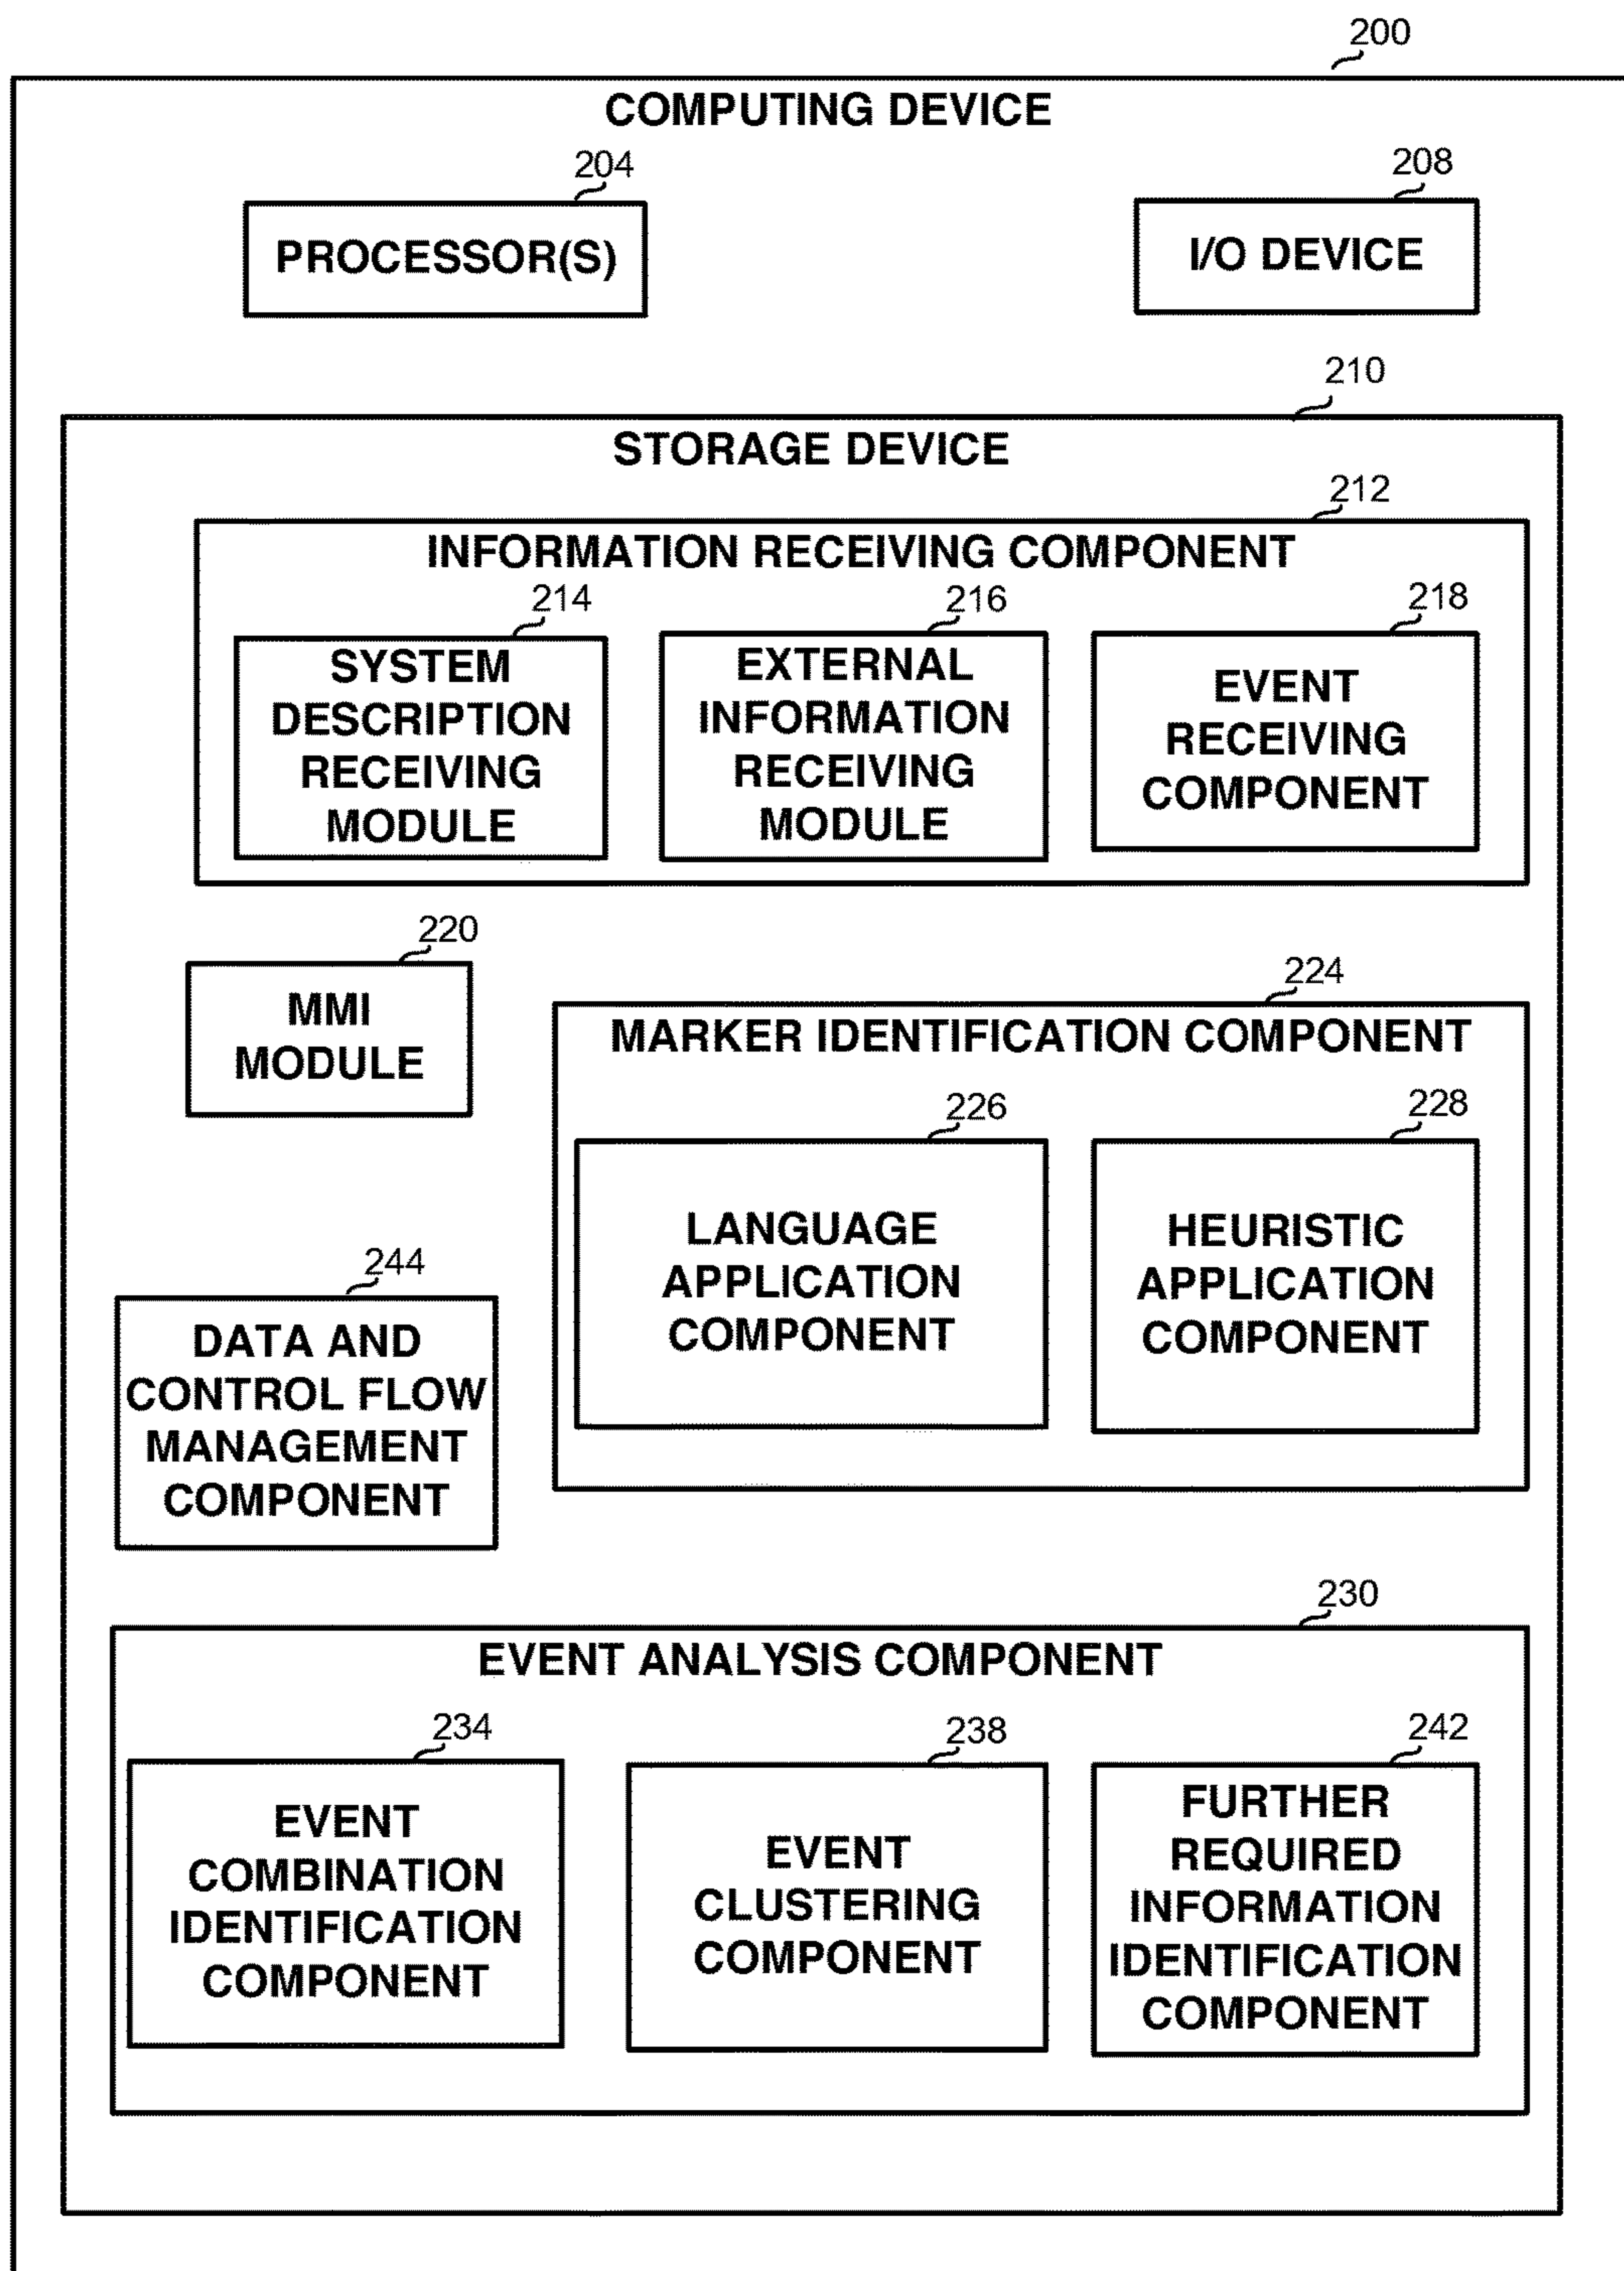 200
COMPUTING DEVICE
204
PROCESSOR(S)
208
I/O DEVICE
210
STORAGE DEVICE
212
INFORMATION RECEIVING COMPONENT
214
SYSTEM
DESCRIPTION
RECEIVING
MODULE
216
EXTERNAL
INFORMATION
RECEIVING
MODULE
218
EVENT
RECEIVING
COMPONENT
220
MMI
MODULE
224
MARKER IDENTIFICATION COMPONENT
226
LANGUAGE
APPLICATION
COMPONENT
228
HEURISTIC
APPLICATION
COMPONENT
244
DATA AND
CONTROL FLOW
MANAGEMENT
COMPONENT
230
EVENT ANALYSIS COMPONENT
234
EVENT
COMBINATION
IDENTIFICATION
COMPONENT
238
EVENT
CLUSTERING
COMPONENT
242
FURTHER
REQUIRED
INFORMATION
IDENTIFICATION
COMPONENT